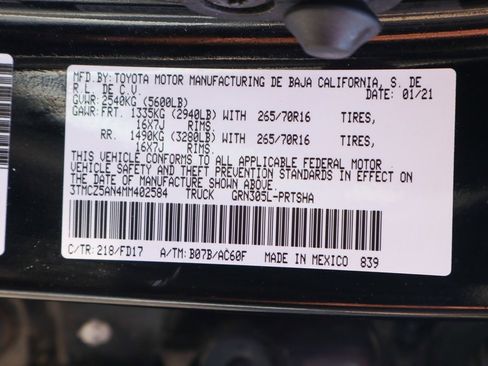 MFD.BY:TOYOTA MOTOR MANUFACTURING DE BAJA CALIFORNIA, S. DE
R.L. DE C.V. DATE: 01/21
GVWR:2540KG(5600LB)
GAWR:FRT. 1335KG(2940LB)WITH 265/70R16 TIRES,
16X7J RIMS,
RR. 1490KG(3280LB)WITH 265/70R16 TIRES,
16X7J RIMS.
THIS VEHICLE CONFORMS TO ALL APPLICABLE FEDERAL MOTOR
VEHICLE SAFETY AND THEFT PREVENTION STANDARDS IN EFFECT ON
THE DATE OF MANUFACTURE SHOWN ABOVE.
3TMCZ5AN4MM402584 TRUCK GRN305L-PRTSHA
C/TR:218/FD17 A/TM:B07B/AC60F MADE IN MEXICO 839